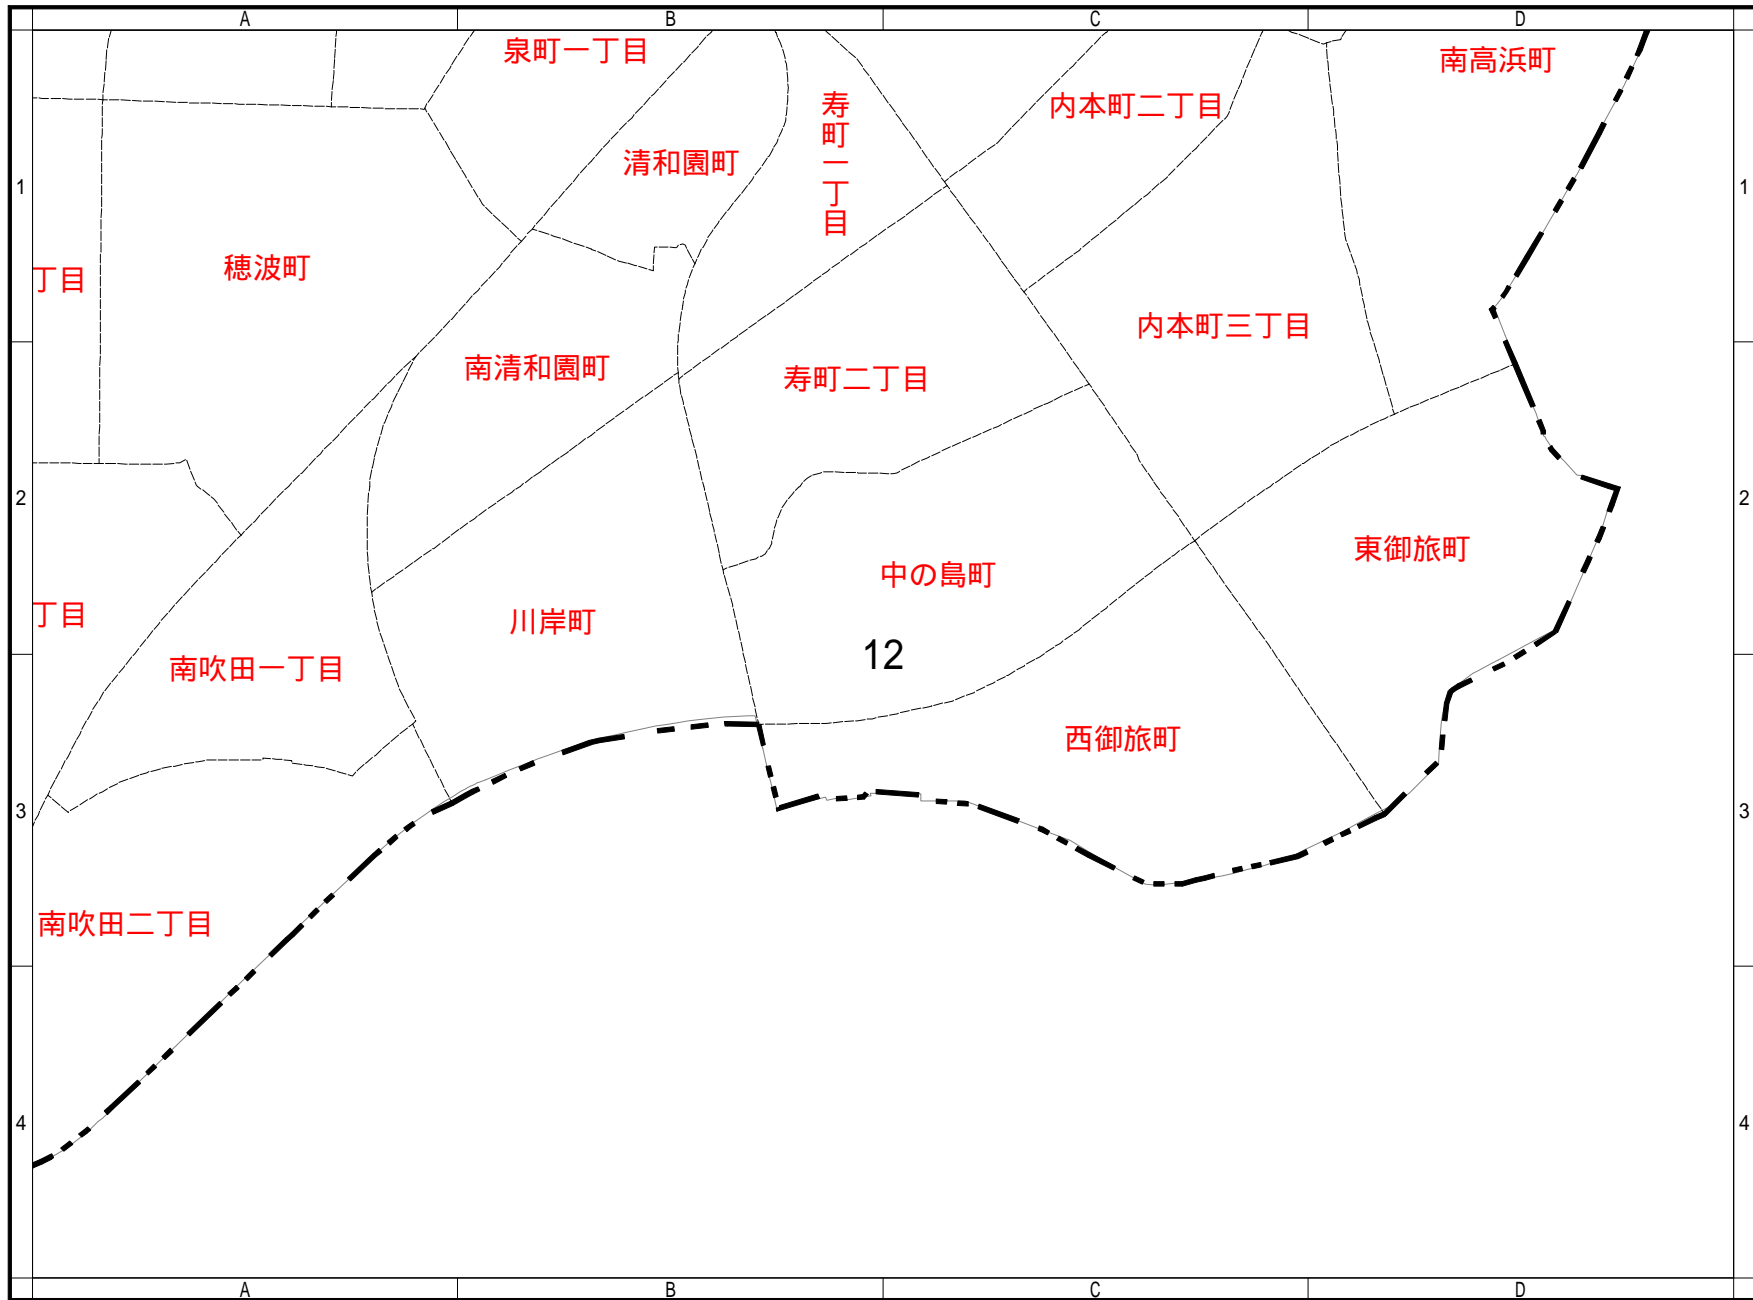 A B C D
泉町一丁目
南高浜町
寿町一丁目
内本町二丁目
清和園町
1 1
穂波町
丁目
内本町三丁目
南清和園町
寿町二丁目
2 2
東御旅町
中の島町
丁目
川岸町
12
南吹田一丁目
西御旅町
3 3
南吹田二丁目
4 4
A B C D